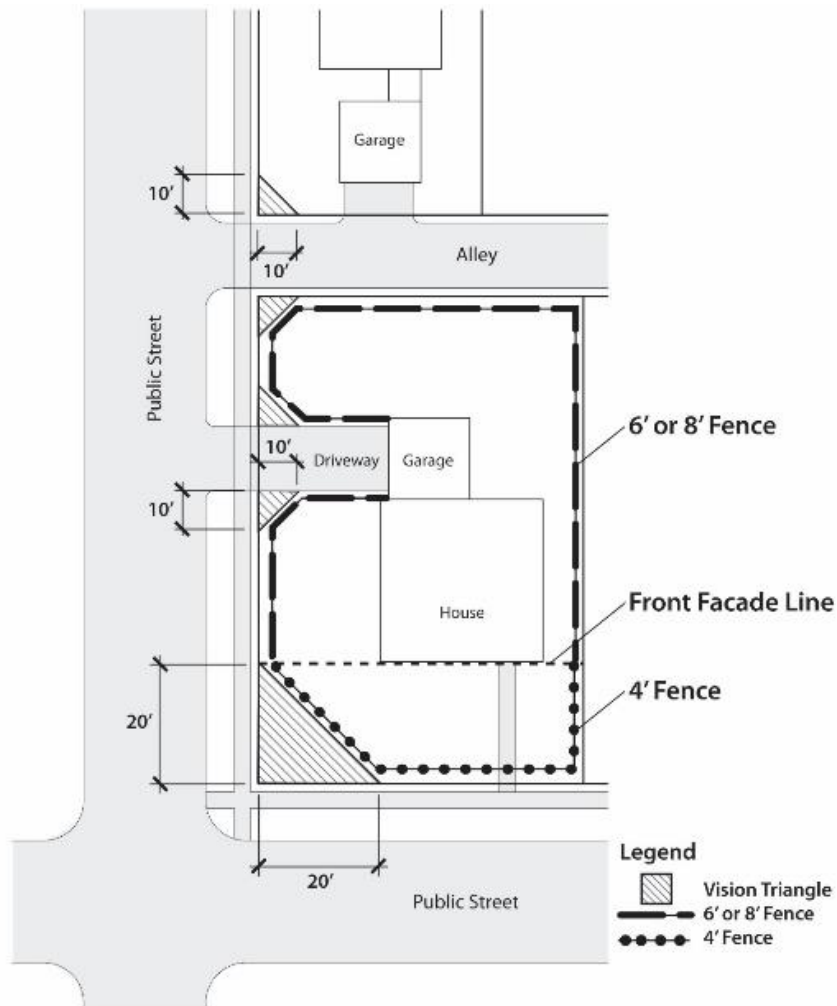 Garage
10'
10'
Alley
Public Street
6' or 8' Fence
10'
Driveway
Garage
10'
House
Front Facade Line
4' Fence
20'
20'
Public Street
Legend
Vision Triangle
6' or 8' Fence
4' Fence